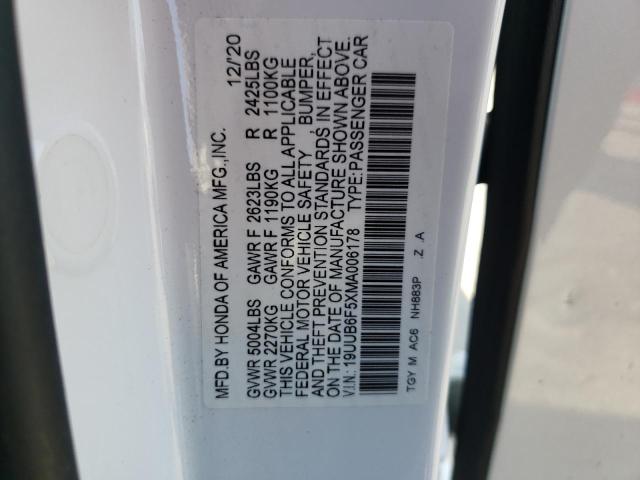 MFD.BY HONDA OF AMERICA MFG.,INC. 12/'20
GVWR 5004LBS GAWR F 2623LBS R 2425LBS
GVWR 2270KG GAWR F 1190KG R 1100KG
THIS VEHICLE CONFORMS TO ALL APPLICABLE
FEDERAL MOTOR VEHICLE SAFETY , BUMPER,
AND THEFT PREVENTION STANDARDS IN EFFECT
ON THE DATE OF MANUFACTURE SHOWN ABOVE.
V.I.N.: 19UUB6F5XMA006178 TYPE:PASSENGER CAR
TGY M AC6 NH883P .Z .A